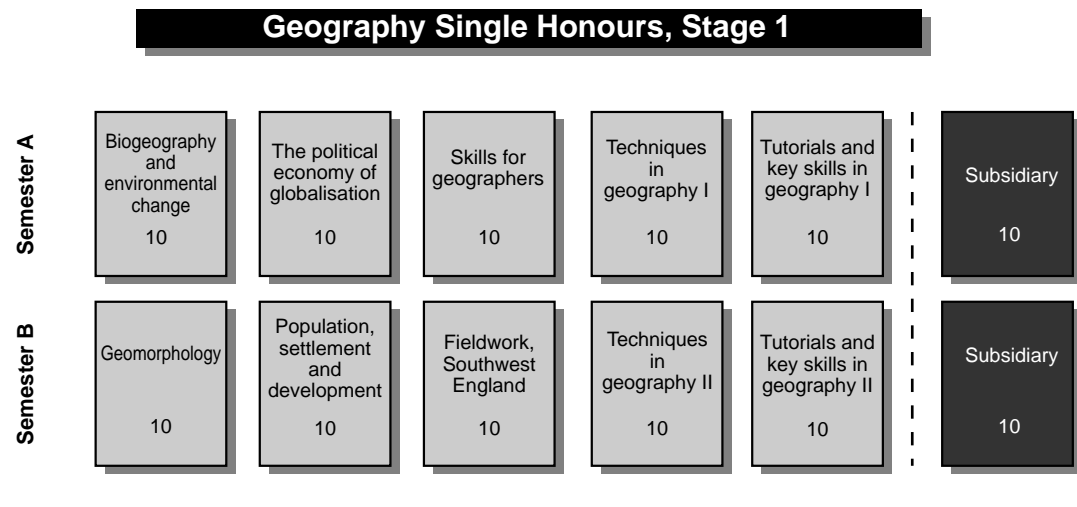 Geography Single Honours, Stage 1
Semester A
Biogeography
and
environmental
change
10
The political
economy of
globalisation
10
Skills for
geographers
10
Techniques
in
geography I
10
Tutorials and
key skills in
geography I
10
Subsidiary
10
Semester B
Geomorphology
10
Population,
settlement
and
development
10
Fieldwork,
Southwest
England
10
Techniques
in
geography II
10
Tutorials and
key skills in
geography II
10
Subsidiary
10